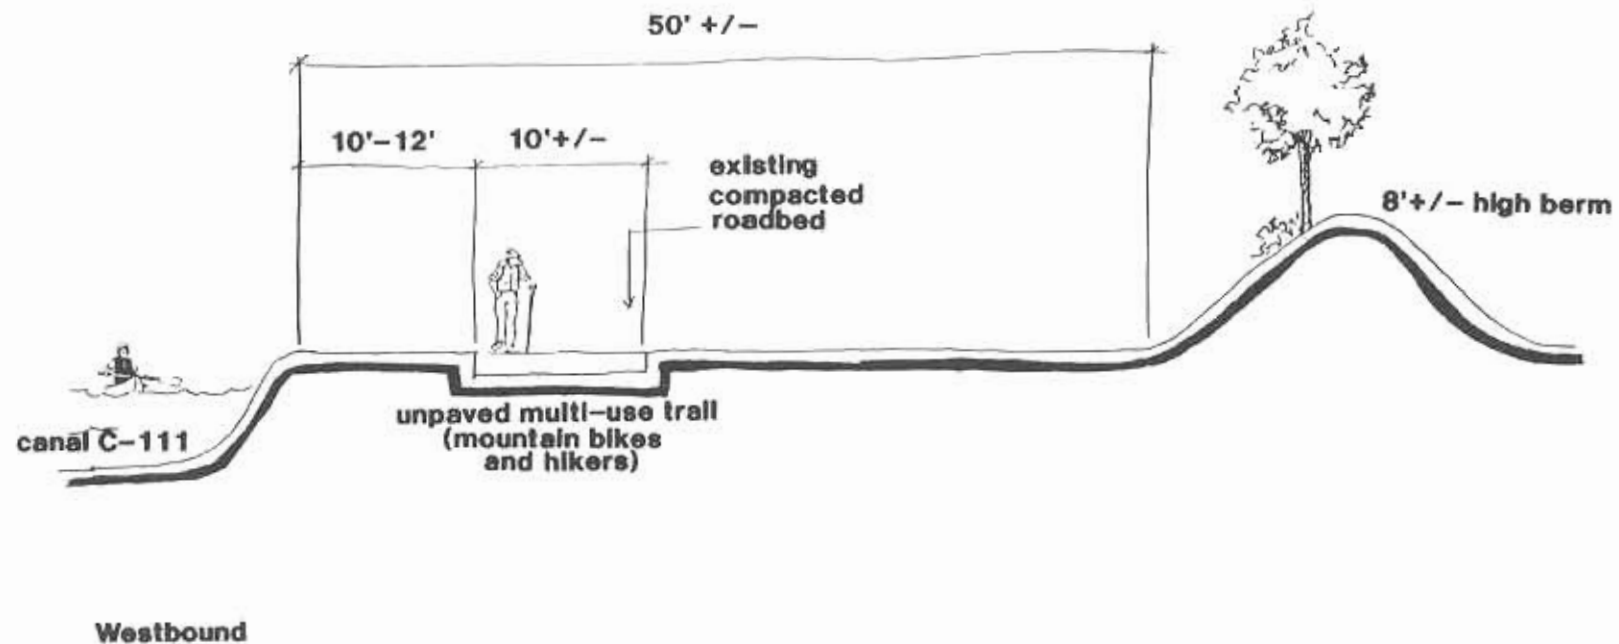 50' +/-
10'-12'
10'+/-
existing
compacted
roadbed
8'+/- high berm
unpaved multi-use trail
(mountain bikes
and hikers)
canal C-111
Westbound